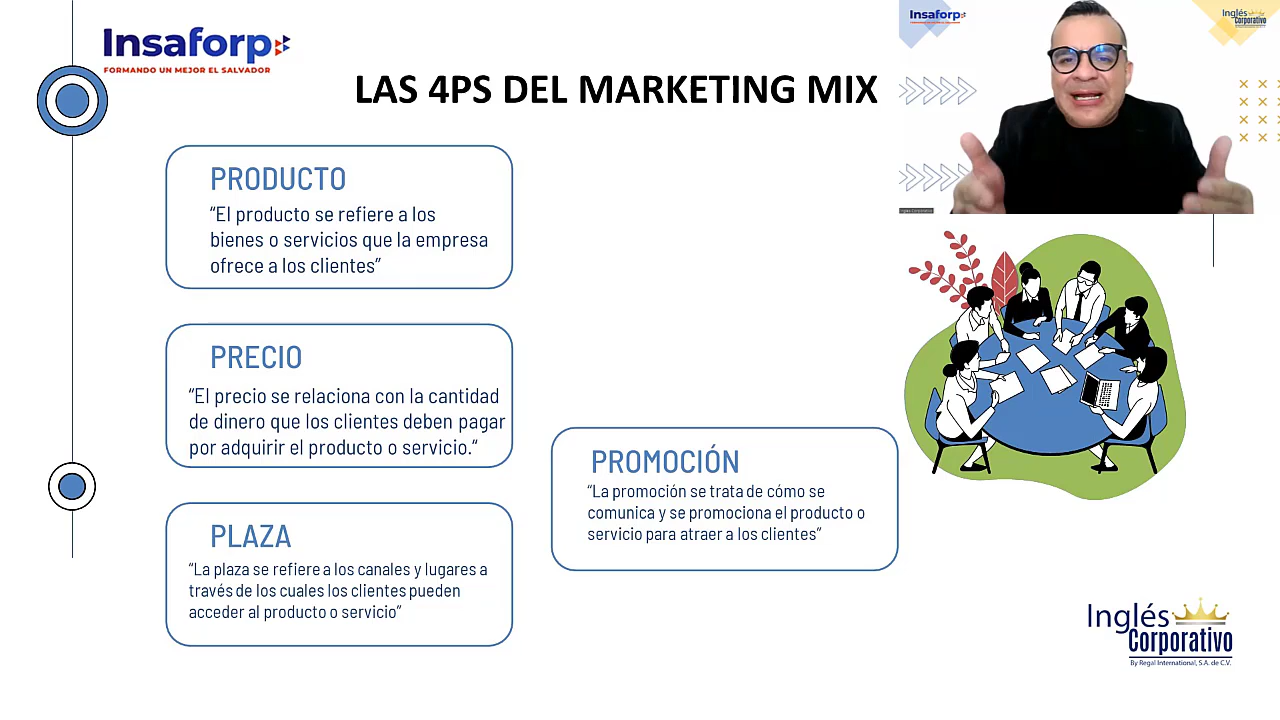 Insaforp
FORMANDO UN MEJOR EL SALVADOR
LAS 4PS DEL MARKETING MIX
Insaforp
Inglés
Corporativo
PRODUCTO
“El producto se refiere a los
bienes o servicios que la empresa
ofrece a los clientes”
PRECIO
“El precio se relaciona con la cantidad
de dinero que los clientes deben pagar
por adquirir el producto o servicio.“
PLAZA
“La plaza se refiere a los canales y lugares a
través de los cuales los clientes pueden
acceder al producto o servicio”
PROMOCIÓN
“La promoción se trata de cómo se
comunica y se promociona el producto o
servicio para atraer a los clientes”
Inglés Corporativo
Inglés
Corporativo
By Regal International, S.A. de C.V.